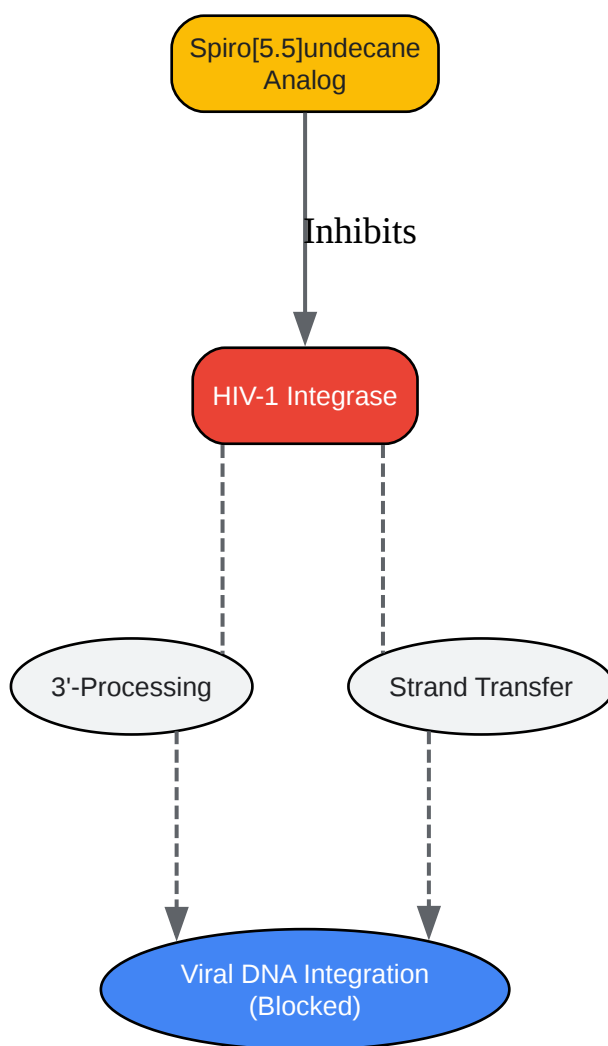 Spiro[5.5]undecane
Analog
Inhibits
HIV-1 Integrase
3'-Processing
Strand Transfer
Viral DNA Integration
(Blocked)